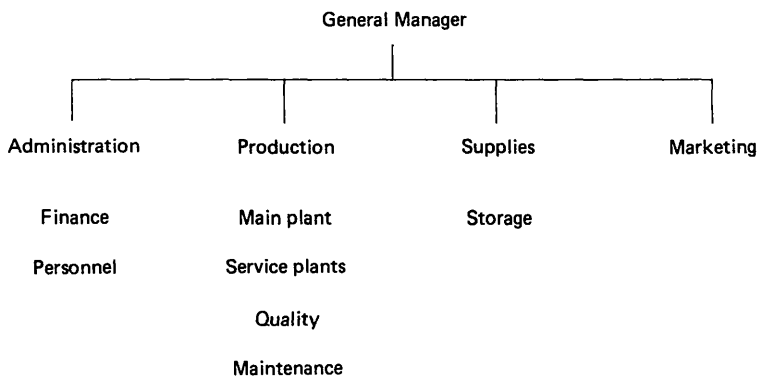 General Manager
Administration Production Supplies Marketing
Finance Main plant Storage
Personnel Service plants
Quality
Maintenance